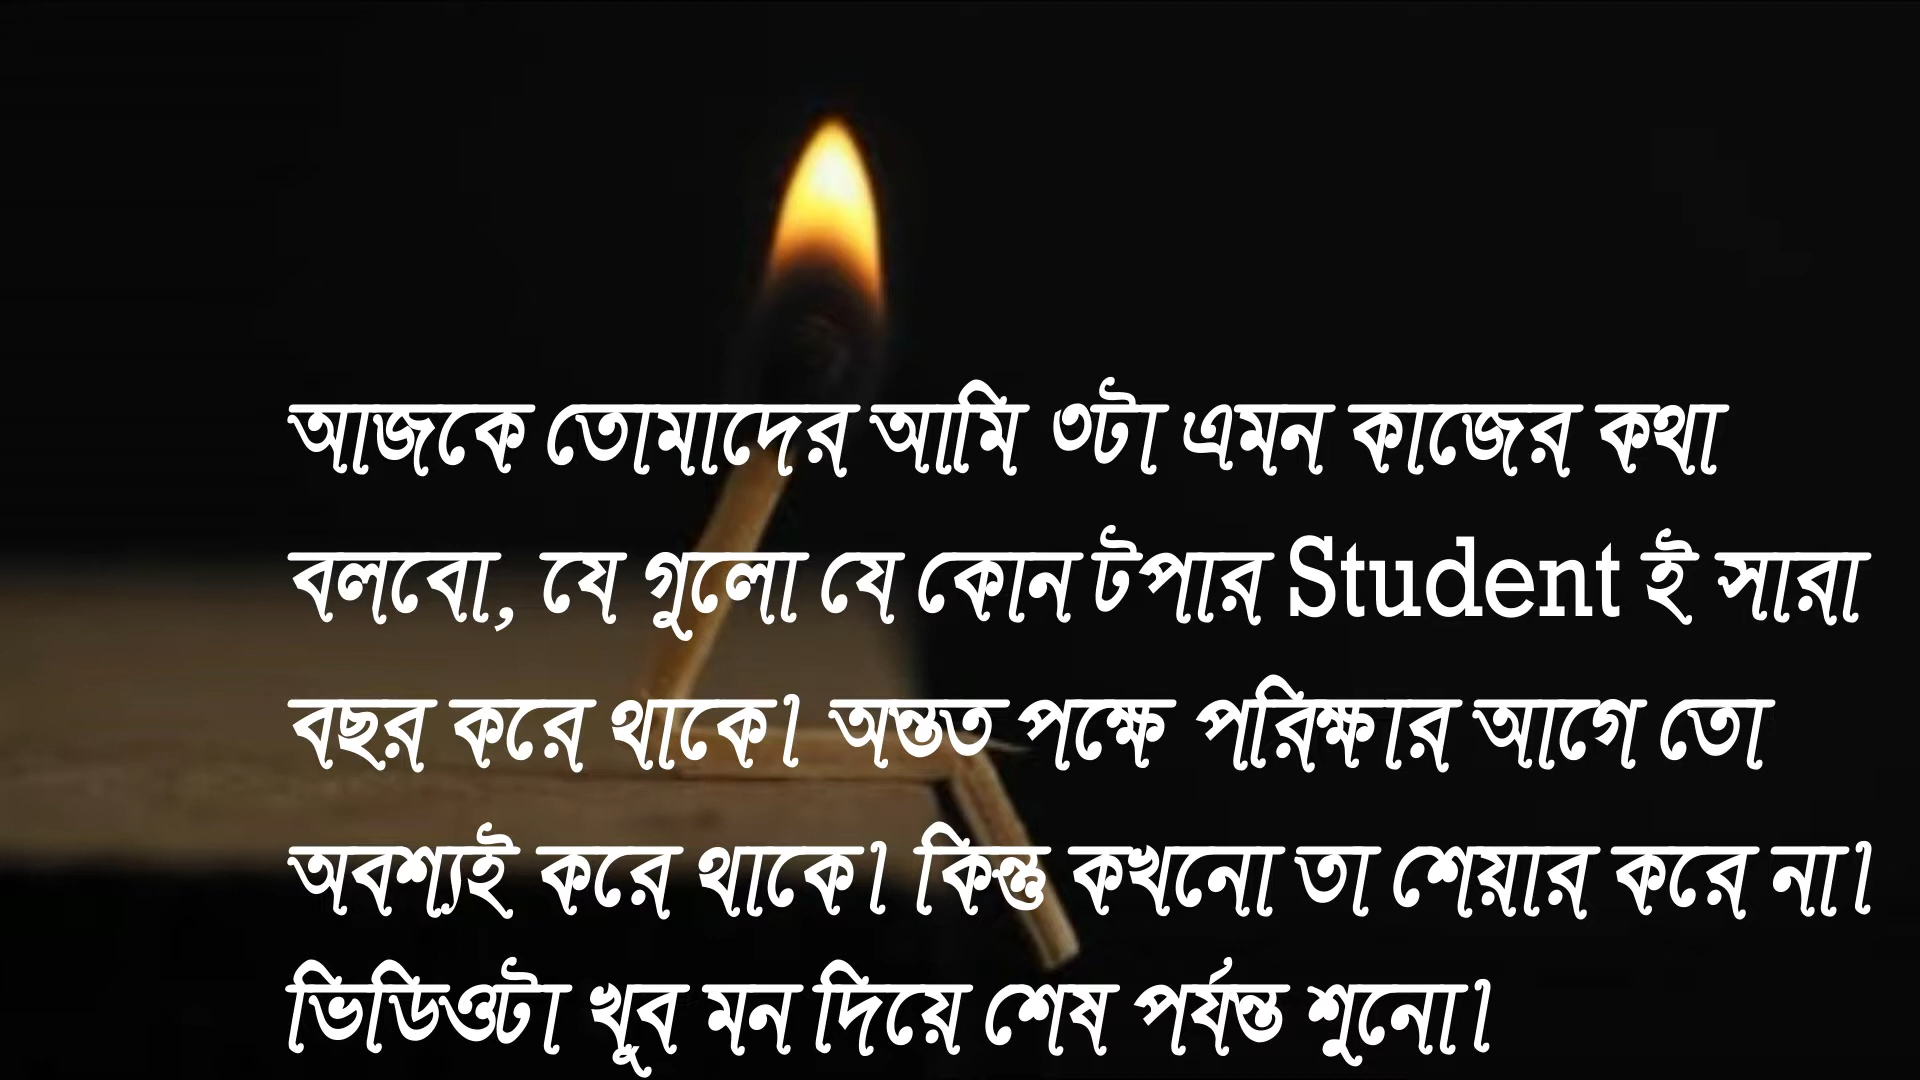 আজকে তোমাদের আমি ৩টা এমন কাজের কথা
বলবো, যে গুলো যে কোন টপার Student ই সারা
বছর করে থাকে। অন্তত পক্ষে পরিক্ষার আগে তো
অবশ্যই করে থাকে। কিন্তু কখনো তা শেয়ার করে না।
ভিডিওটা খুব মন দিয়ে শেষ পর্যন্ত শুনো।